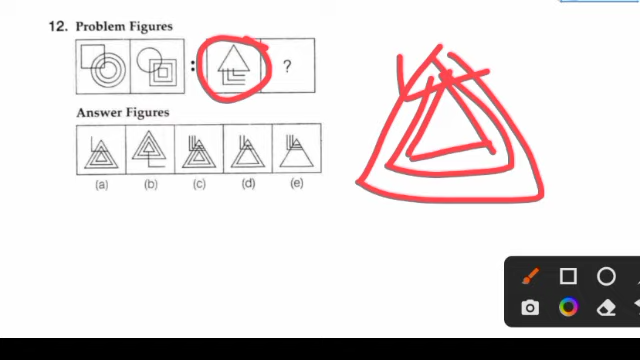 12. Problem Figures
: ?
Answer Figures
(a) (b) (c) (d) (e)